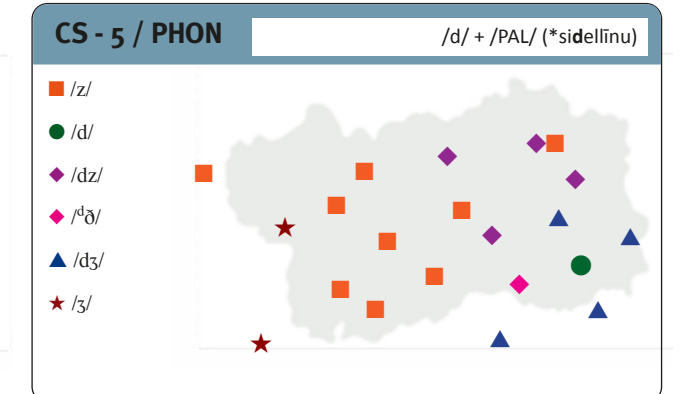 CS - 5 / PHON
/d/ + /PAL/ (*sidellīnu)
/z/
/d/
/dz/
/ᵈð/
/dʒ/
/ʒ/